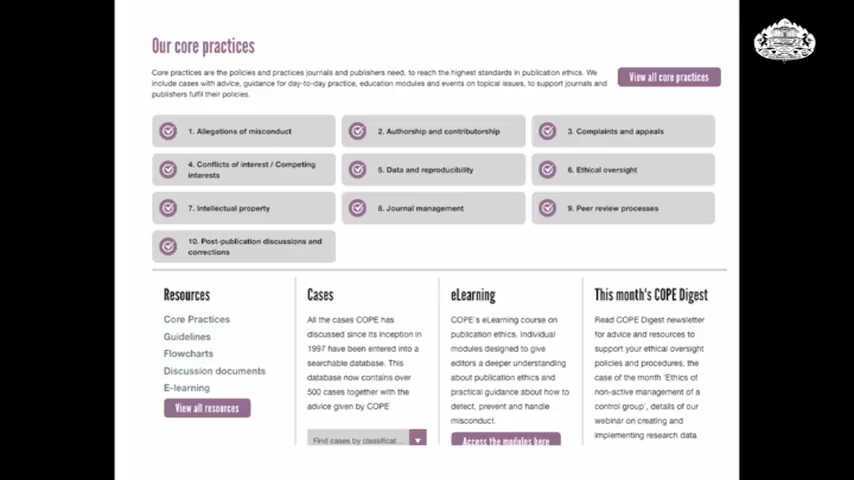 Our core practices
Core practices are the policies and practices journals and publishers need, to reach the highest standards in publication ethics. We
include cases with advice, guidance for day-to-day practice, education modules and events on topical issues, to support journals and
publishers fulfil their policies.
View all core practices
1. Allegations of misconduct
2. Authorship and contributorship
3. Complaints and appeals
4. Conflicts of interest / Competing
interests
5. Data and reproducibility
6. Ethical oversight
7. Intellectual property
8. Journal management
9. Peer review processes
10. Post-publication discussions and
corrections
Resources
Core Practices
Guidelines
Flowcharts
Discussion documents
E-learning
View all resources
Cases
All the cases COPE has
discussed since its inception in
1997 have been entered into a
searchable database. This
database now contains over
500 cases together with the
advice given by COPE
Find cases by classificat...
eLearning
COPE's eLearning course on
publication ethics. Individual
modules designed to give
editors a deeper understanding
about publication ethics and
practical guidance about how to
detect, prevent and handle
misconduct.
Access the modules here
This month's COPE Digest
Read COPE Digest newsletter
for advice and resources to
support your ethical oversight
policies and procedures, the
case of the month 'Ethics of
non-active management of a
control group', details of our
webinar on creating and
implementing research data